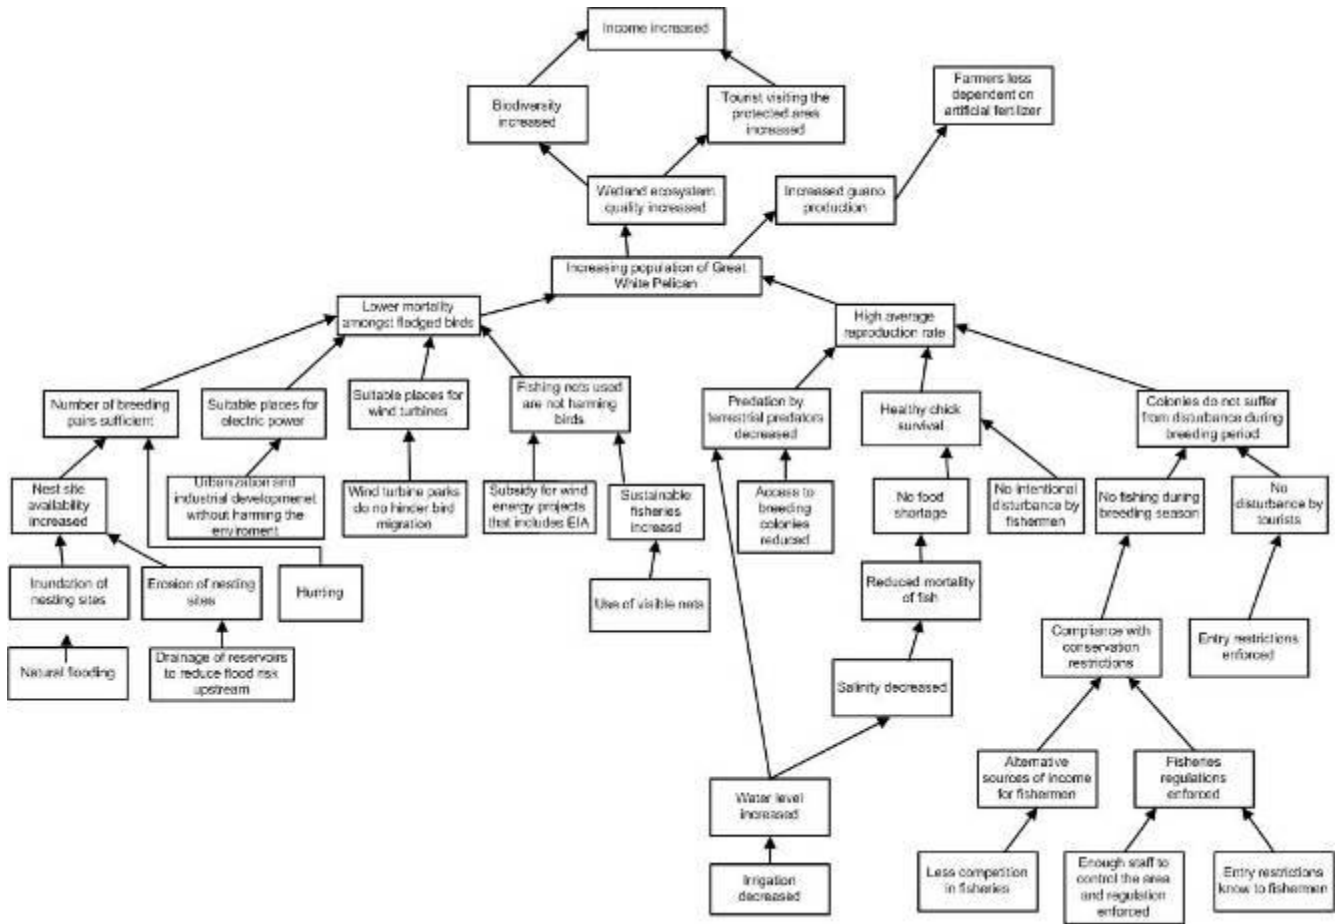 Income increased
Farmers less
dependent on
artificial fertilizer
Biodiversity
increased
Tourist visiting the
protected area
increased
Wetland ecosystem
quality increased
Increased guano
production
Increasing population of Great
White Pelican
Lower mortality
amongst fledged birds
High average
reproduction rate
Number of breeding
pairs sufficient
Suitable places for
electric power
Suitable places for
wind turbines
Fishing nets used
are not harming
birds
Predation by
terrestrial predators
decreased
Healthy chick
survival
Colonies do not suffer
from disturbance during
breeding period
Nest site
availability
increased
Urbanization and
industrial developmenet
without harming the
enviroment
Wind turbine parks
do no hinder bird
migration
Subsidy for wind
energy projects
that includes EIA
Sustainable
fisheries
increasd
Access to
breeding
colonies
reduced
No food
shortage
No intentional
disturbance by
fishermen
No fishing during
breeding season
No
disturbance by
tourists
Inundation of
nesting sites
Erosion of nesting
sites
Hunting
Use of visible nets
Reduced mortality
of fish
Compliance with
conservation
restrictions
Entry restrictions
enforced
Natural flooding
Drainage of reservoirs
to reduce flood risk
upstream
Salinity decreased
Water level
increased
Alternative
sources of income
for fishermen
Fisheries
regulations
enforced
Irrigation
decreased
Less competition
in fisheries
Enough staff to
control the area
and regulation
enforced
Entry restrictions
know to fishermen